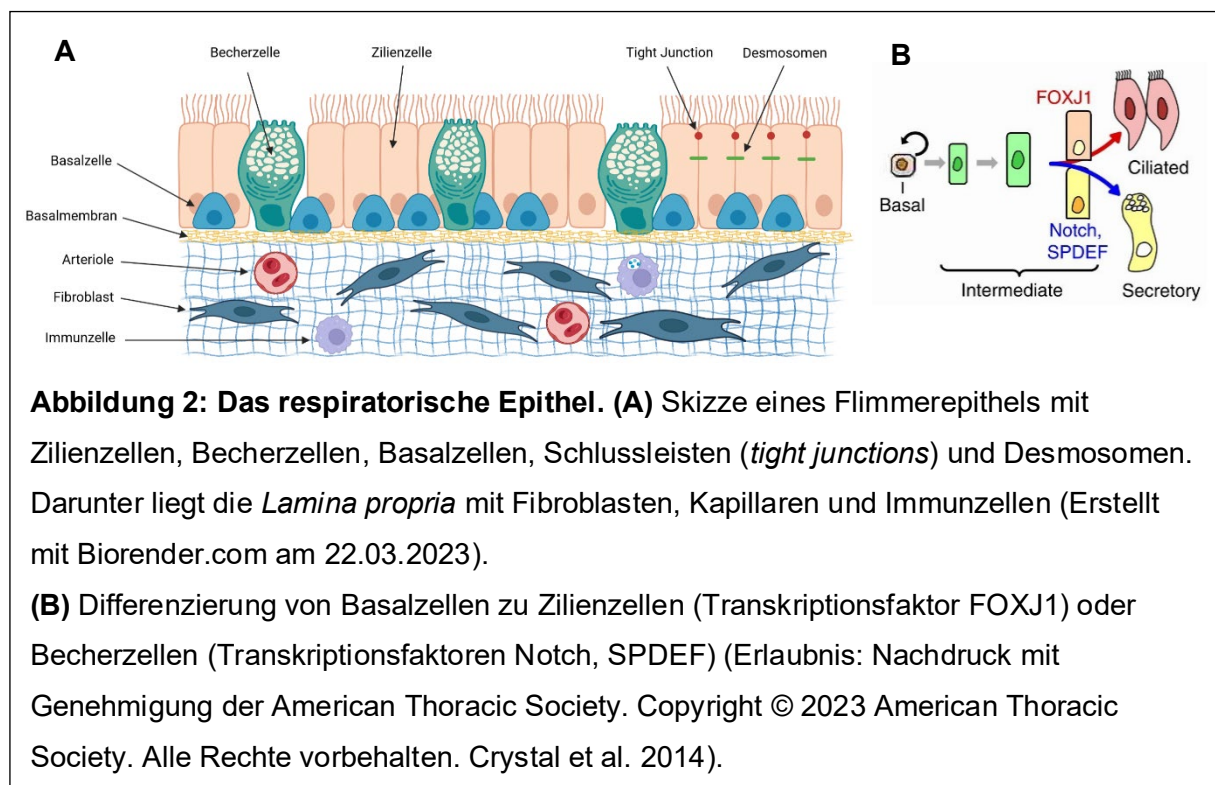 A
Becherzelle
Zilienzelle
Tight Junction
Desmosomen
Basalzelle
Basalmembran
Arteriole
Fibroblast
Immunzelle
B
FOXJ1
Ciliated
Basal
Notch,
SPDEF
Intermediate
Secretory
Abbildung 2: Das respiratorische Epithel. (A) Skizze eines Flimmerepithels mit
Zilienzellen, Becherzellen, Basalzellen, Schlussleisten (tight junctions) und Desmosomen.
Darunter liegt die Lamina propria mit Fibroblasten, Kapillaren und Immunzellen (Erstellt
mit Biorender.com am 22.03.2023).
(B) Differenzierung von Basalzellen zu Zilienzellen (Transkriptionsfaktor FOXJ1) oder
Becherzellen (Transkriptionsfaktoren Notch, SPDEF) (Erlaubnis: Nachdruck mit
Genehmigung der American Thoracic Society. Copyright © 2023 American Thoracic
Society. Alle Rechte vorbehalten. Crystal et al. 2014).